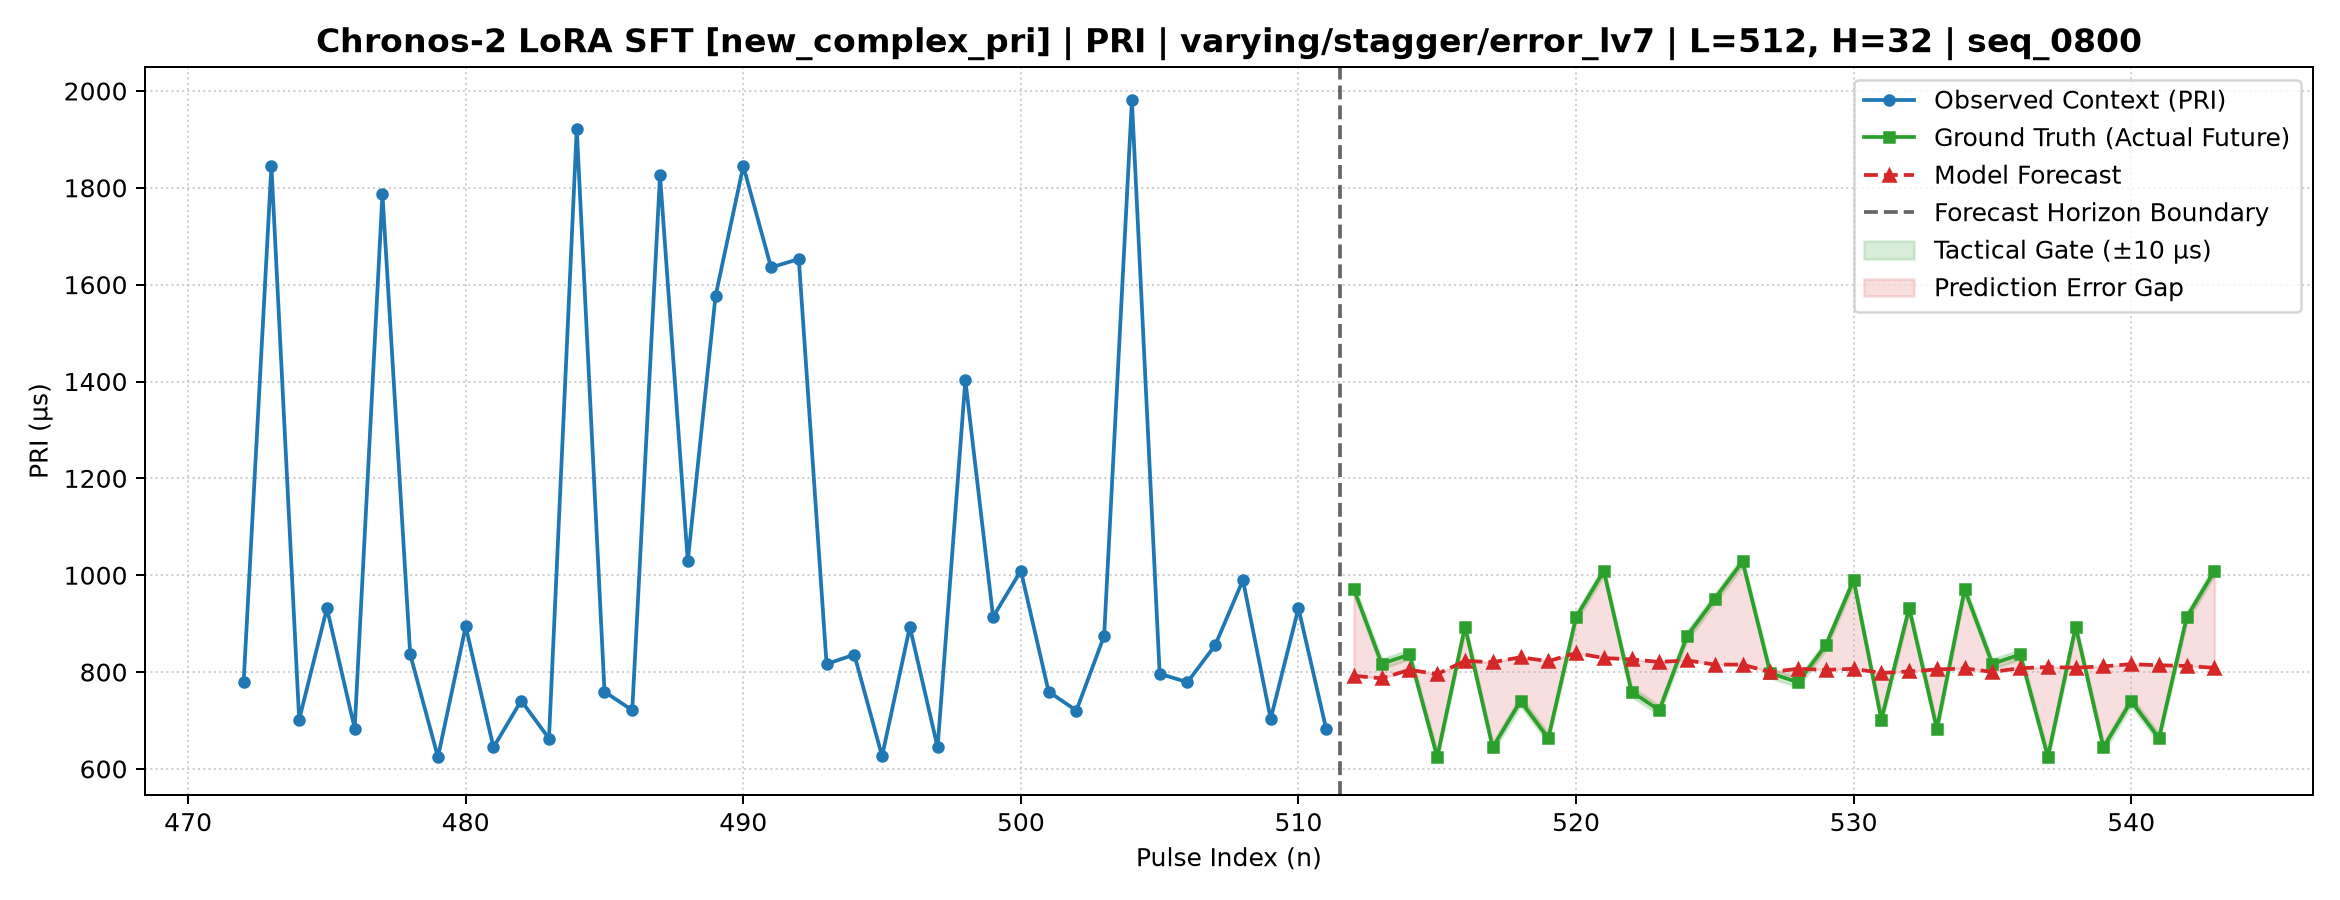 Chronos-2 LoRA SFT [new_complex_pri] | PRI | varying/stagger/error_lv7 | L=512, H=32 | seq_0800
PRI (μs)
2000
1800
1600
1400
1200
1000
800
600
Observed Context (PRI)
Ground Truth (Actual Future)
Model Forecast
Forecast Horizon Boundary
Tactical Gate (±10 μs)
Prediction Error Gap
470 480 490 500 510 520 530 540
Pulse Index (n)